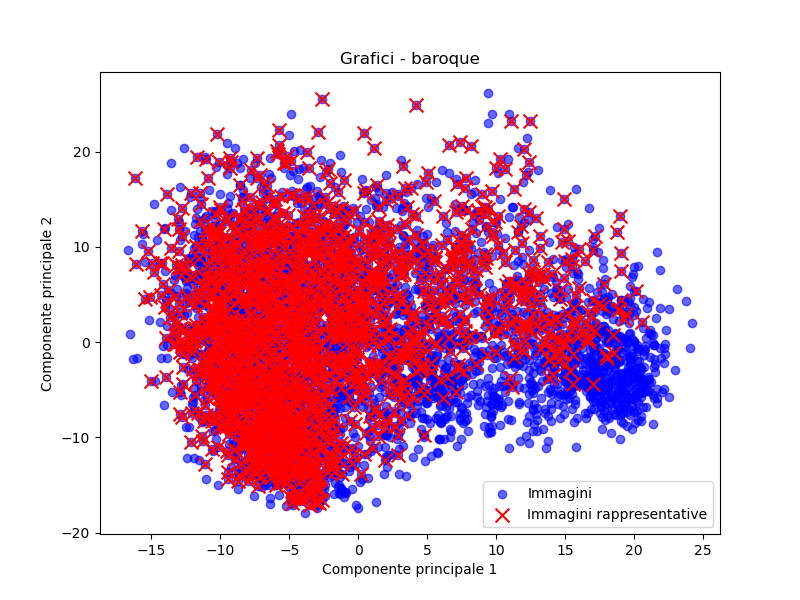 Grafici - baroque
Componente principale 2
20
10
0
−10
−20
−15
−10
−5
0
5
10
15
20
25
Componente principale 1
Immagini
Immagini rappresentative